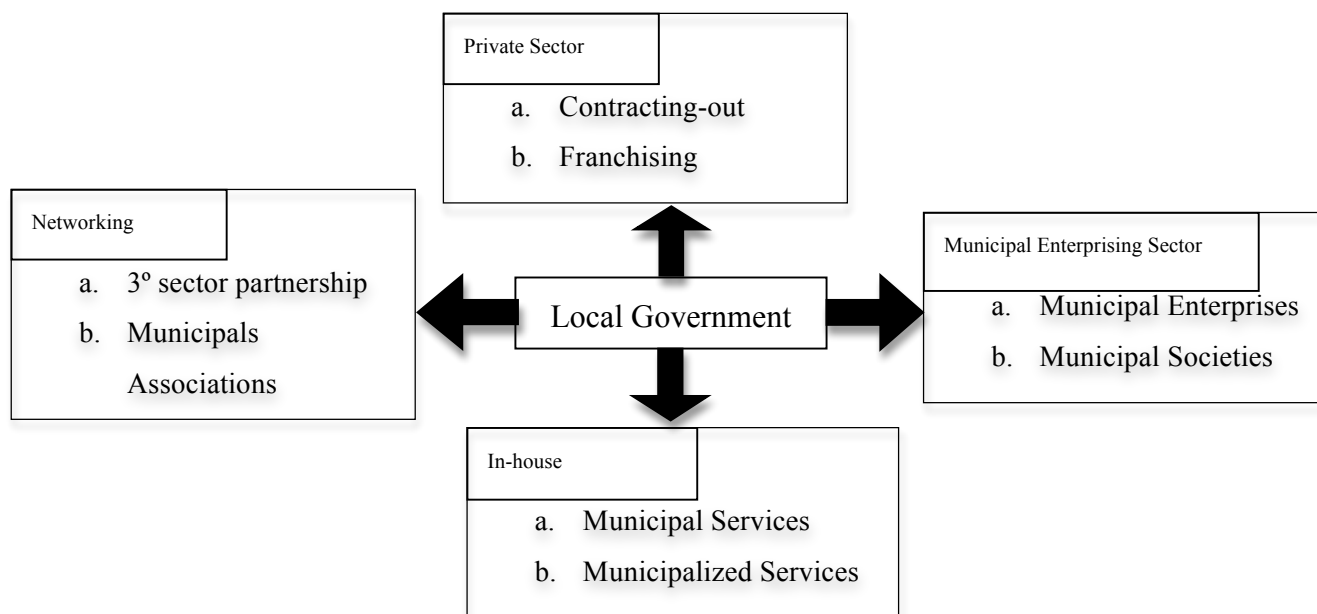 Private Sector
a. Contracting-out
b. Franchising
Networking
a. 3º sector partnership
b. Municipals
Associations
Local Government
Municipal Enterprising Sector
a. Municipal Enterprises
b. Municipal Societies
In-house
a. Municipal Services
b. Municipalized Services